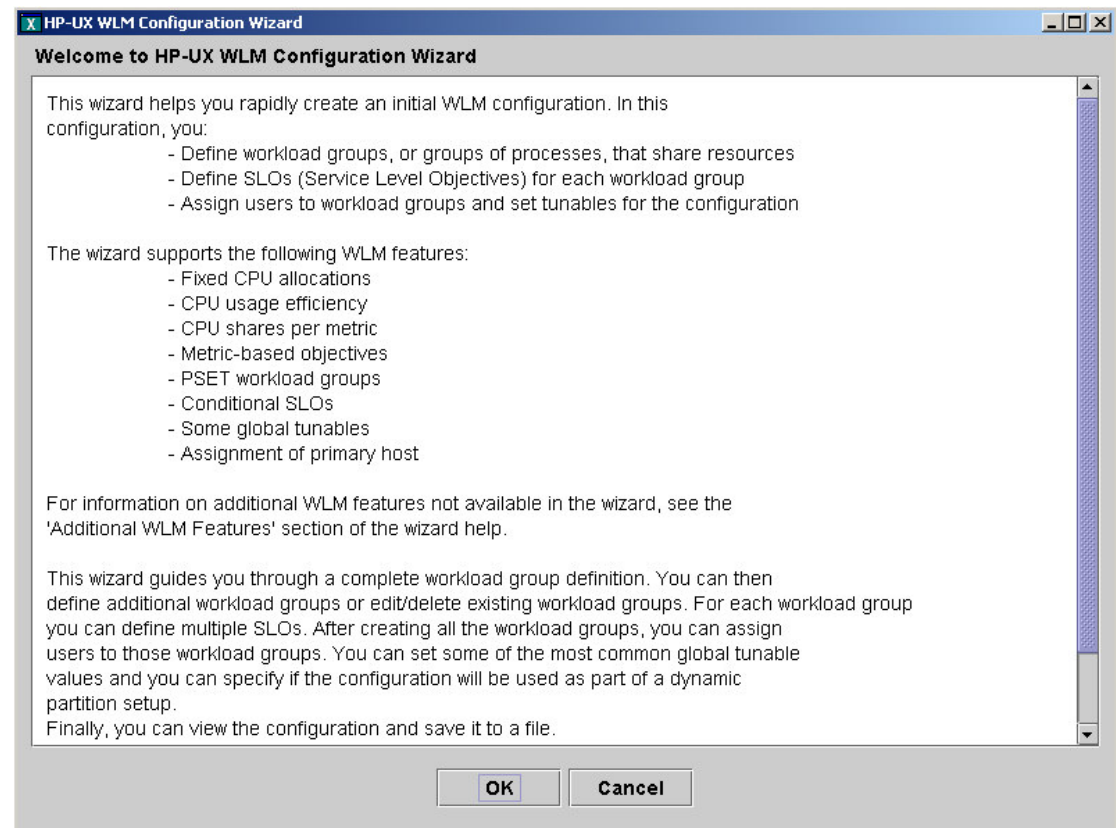 X HP-UX WLM Configuration Wizard
Welcome to HP-UX WLM Configuration Wizard
This wizard helps you rapidly create an initial WLM configuration. In this
configuration, you:
- Define workload groups, or groups of processes, that share resources
- Define SLOs (Service Level Objectives) for each workload group
- Assign users to workload groups and set tunables for the configuration
The wizard supports the following WLM features:
- Fixed CPU allocations
- CPU usage efficiency
- CPU shares per metric
- Metric-based objectives
- PSET workload groups
- Conditional SLOs
- Some global tunables
- Assignment of primary host
For information on additional WLM features not available in the wizard, see the
'Additional WLM Features' section of the wizard help.
This wizard guides you through a complete workload group definition. You can then
define additional workload groups or edit/delete existing workload groups. For each workload group
you can define multiple SLOs. After creating all the workload groups, you can assign
users to those workload groups. You can set some of the most common global tunable
values and you can specify if the configuration will be used as part of a dynamic
partition setup.
Finally, you can view the configuration and save it to a file.
OK Cancel